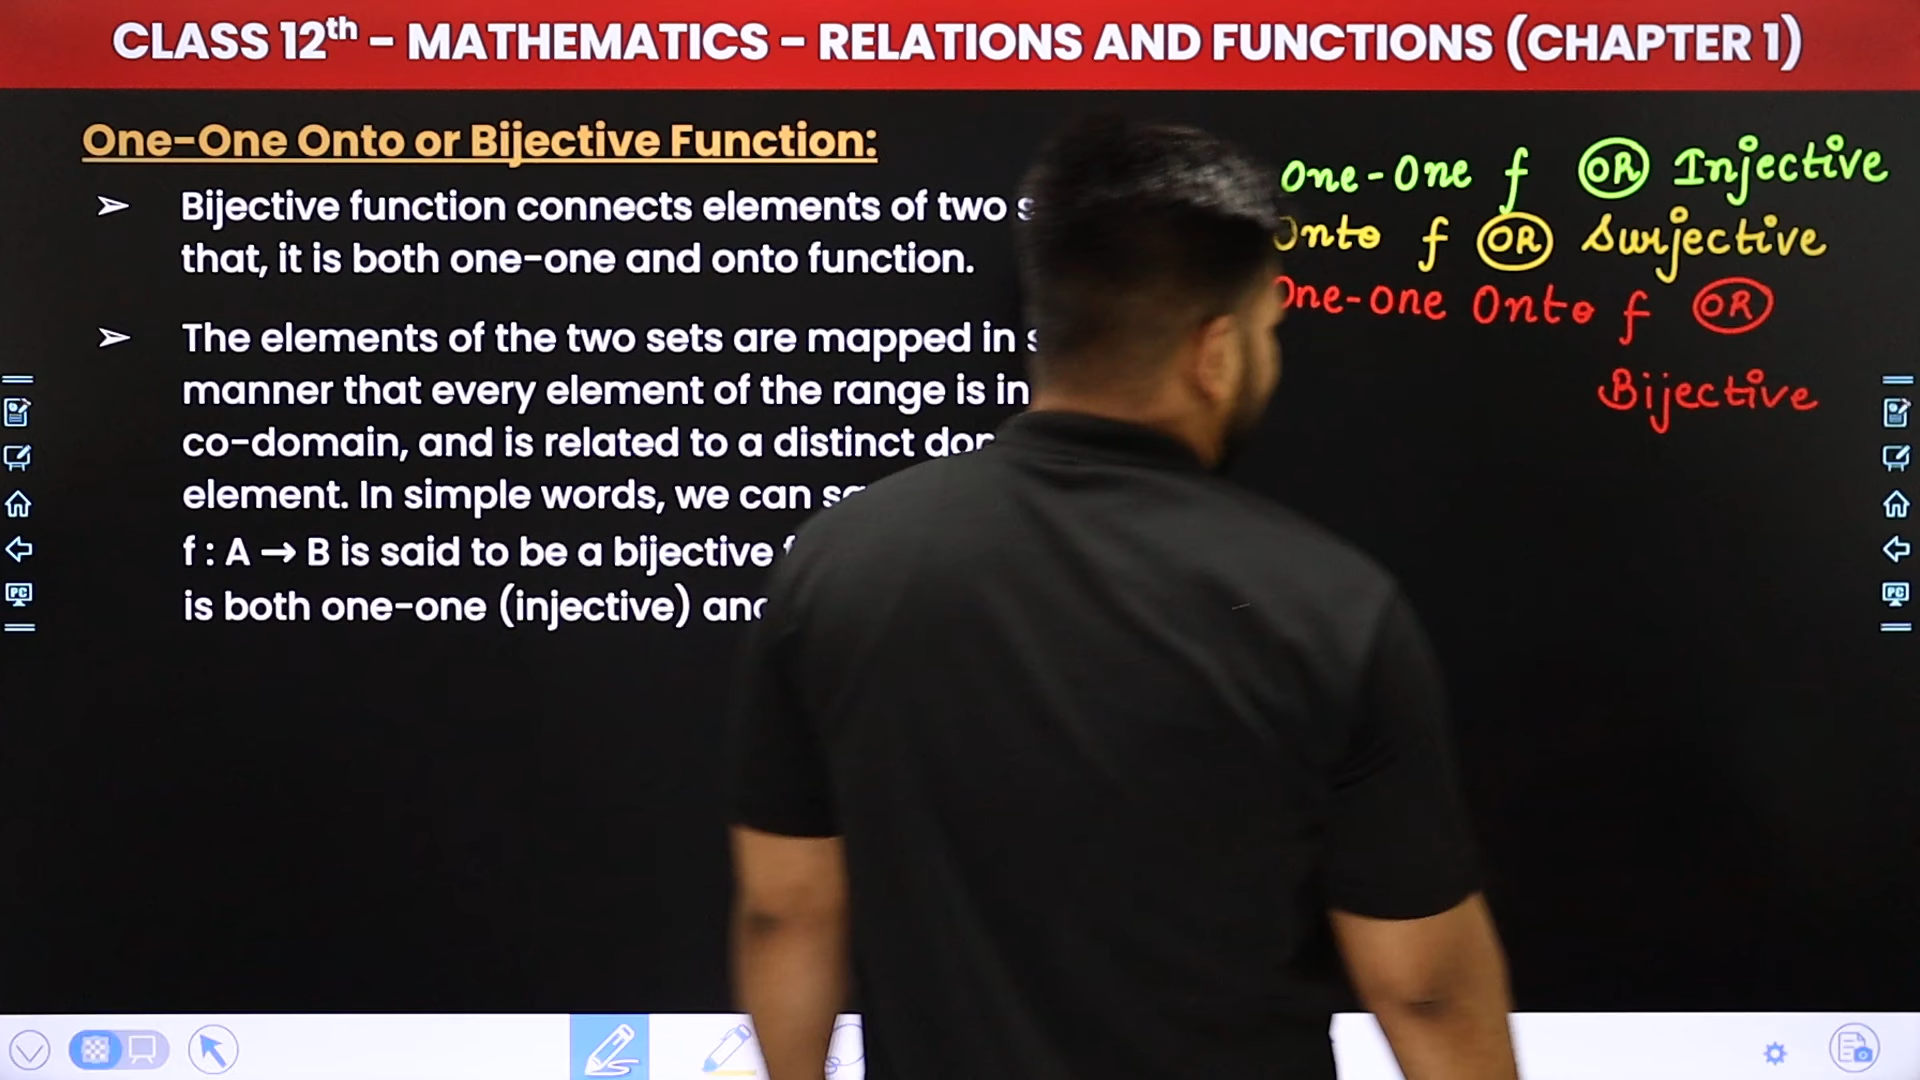 CLASS 12th - MATHEMATICS - RELATIONS AND FUNCTIONS (CHAPTER 1)
One-One Onto or Bijective Function:
➢ Bijective function connects elements of two
that, it is both one-one and onto function.
➢ The elements of the two sets are mapped in
manner that every element of the range is in
co-domain, and is related to a distinct
element. In simple words, we can
f : A → B is said to be a bijective
is both one-one (injective)
One-One f OR Injective
Onto f OR Surjective
One-one Onto f OR
Bijective
PC
PC